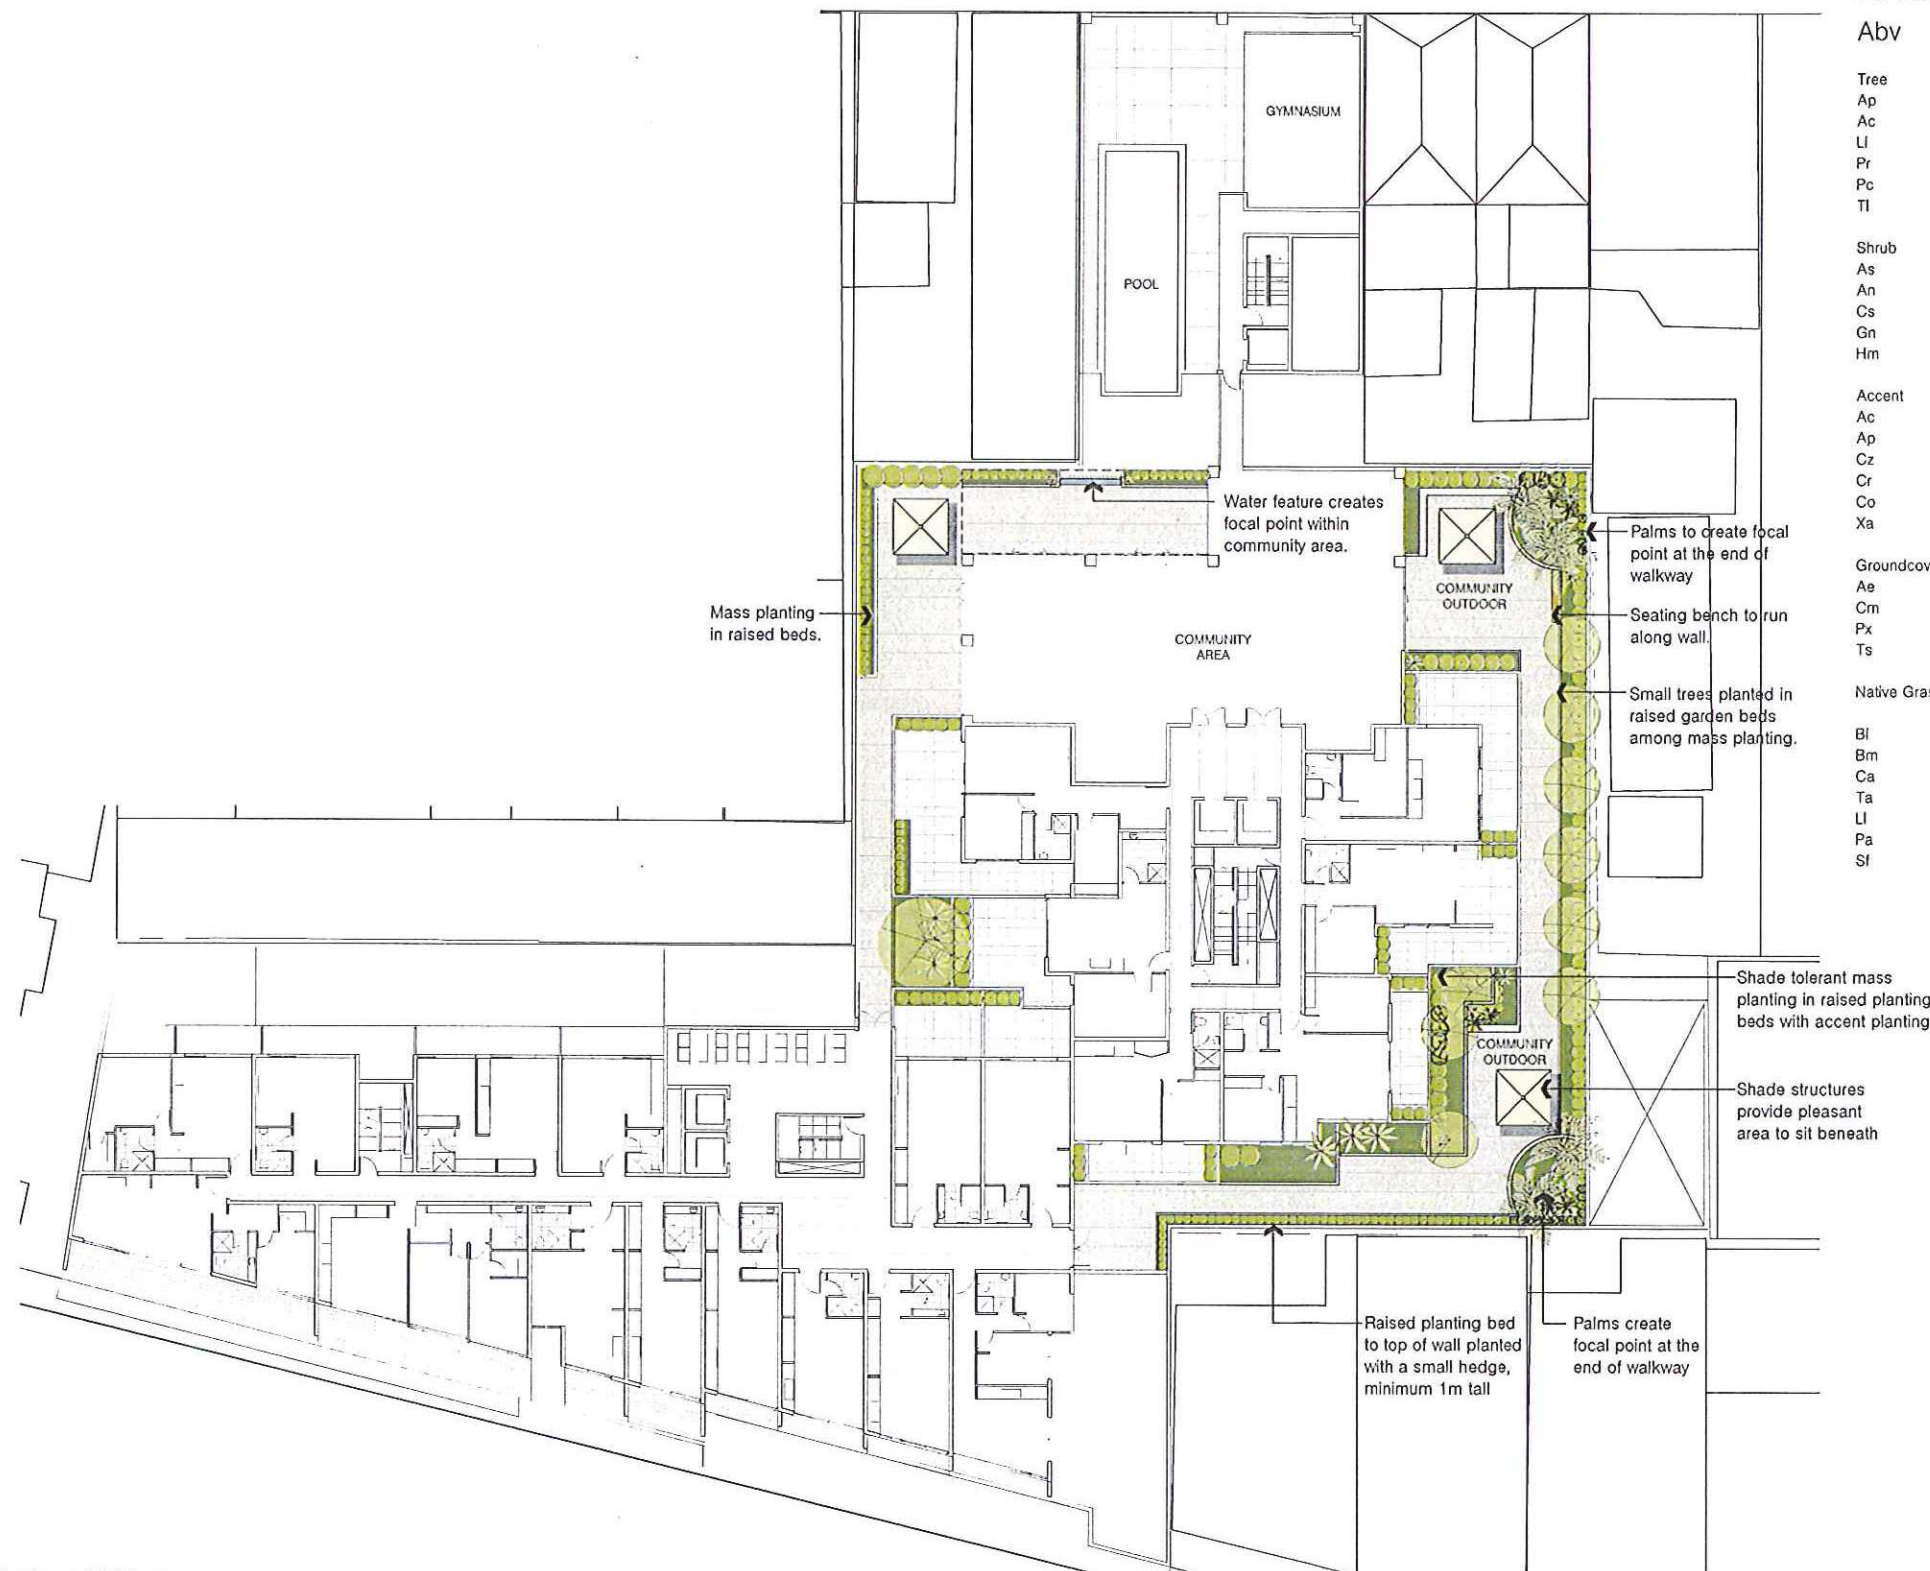 GYMNASIUM
POOL
Water feature creates
focal point within
community area.
Palms to create focal
point at the end of
walkway
COMMUNITY
OUTDOOR
Mass planting
in raised beds.
Seating bench to run
along wall.
COMMUNITY
AREA
Small trees planted in
raised garden beds
among mass planting.
Shade tolerant mass
planting in raised planting
beds with accent planting
COMMUNITY
OUTDOOR
Shade structures
provide pleasant
area to sit beneath
Raised planting bed
to top of wall planted
with a small hedge,
minimum 1m tall
Palms create
focal point at the
end of walkway
Abv
Tree
Ap
Ac
Ll
Pr
Pc
Tl
Shrub
As
An
Cs
Gn
Hm
Accent
Ac
Ap
Cz
Cr
Co
Xa
Groundcov
Ae
Cm
Px
Ts
Native Gras
Bl
Bm
Ca
Ta
Ll
Pa
Sf